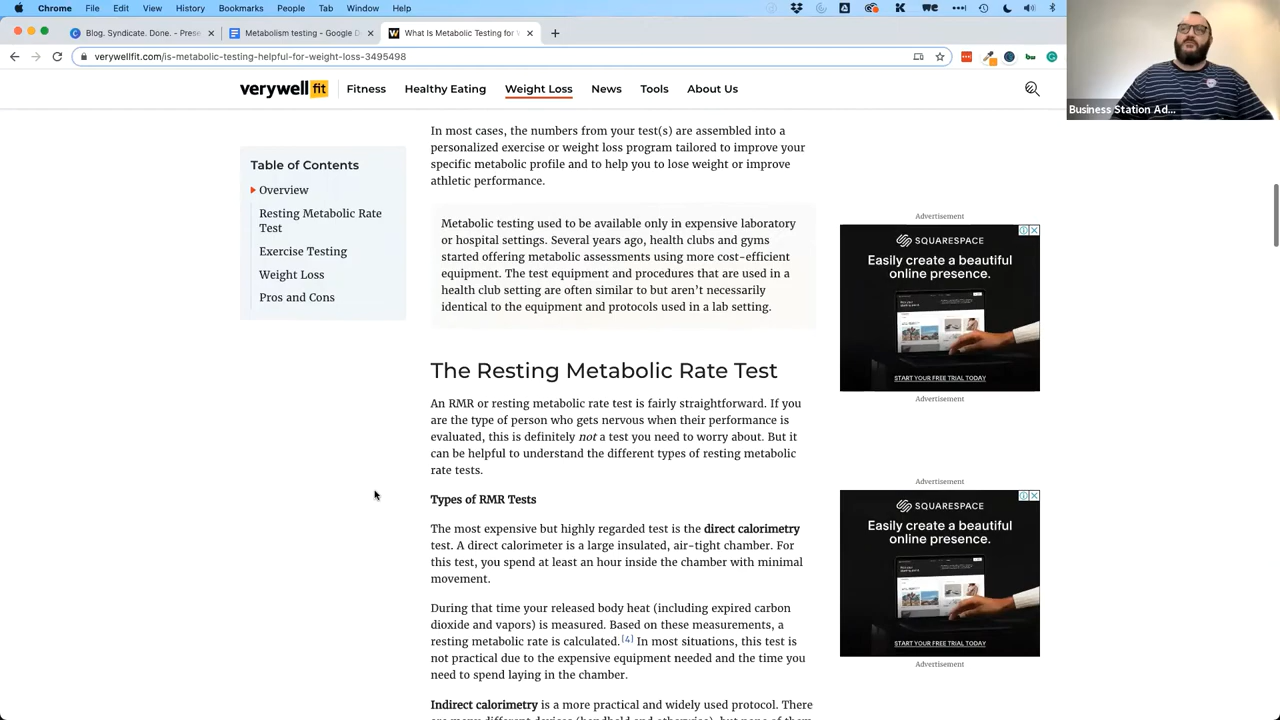 Chrome File Edit View History Bookmarks Profiles Tab Window Help
Blog. Syndicate. Done. - Prese
Metabolism testing - Google D
What Is Metabolic Testing for
verywellfit.com/is-metabolic-testing-helpful-for-weight-loss-3495498
Business Station Ad...
verywell fit
Fitness Healthy Eating Weight Loss News Tools About Us
Table of Contents
Overview
Resting Metabolic Rate
Test
Exercise Testing
Weight Loss
Pros and Cons
In most cases, the numbers from your test(s) are assembled into a
personalized exercise or weight loss program tailored to improve your
specific metabolic profile and to help you to lose weight or improve
athletic performance.
Metabolic testing used to be available only in expensive laboratory
or hospital settings. Several years ago, health clubs and gyms
started offering metabolic assessments using more cost-efficient
equipment. The test equipment and procedures that are used in a
health club setting are often similar to but aren't necessarily
identical to the equipment and protocols used in a lab setting.
The Resting Metabolic Rate Test
An RMR or resting metabolic rate test is fairly straightforward. If you
are the type of person who gets nervous when their performance is
evaluated, this is definitely not a test you need to worry about. But it
can be helpful to understand the different types of resting metabolic
rate tests.
Types of RMR Tests
The most expensive but highly regarded test is the direct calorimetry
test. A direct calorimeter is a large insulated, air-tight chamber. For
this test, you spend at least an hour inside the chamber with minimal
movement.
During that time your released body heat (including expired carbon
dioxide and vapors) is measured. Based on these measurements, a
resting metabolic rate is calculated.[4] In most situations, this test is
not practical due to the expensive equipment needed and the time you
need to spend laying in the chamber.
Indirect calorimetry is a more practical and widely used protocol. There
Advertisement
SQUARESPACE
Easily create a beautiful
online presence.
START YOUR FREE TRIAL TODAY
Advertisement
Advertisement
SQUARESPACE
Easily create a beautiful
online presence.
START YOUR FREE TRIAL TODAY
Advertisement